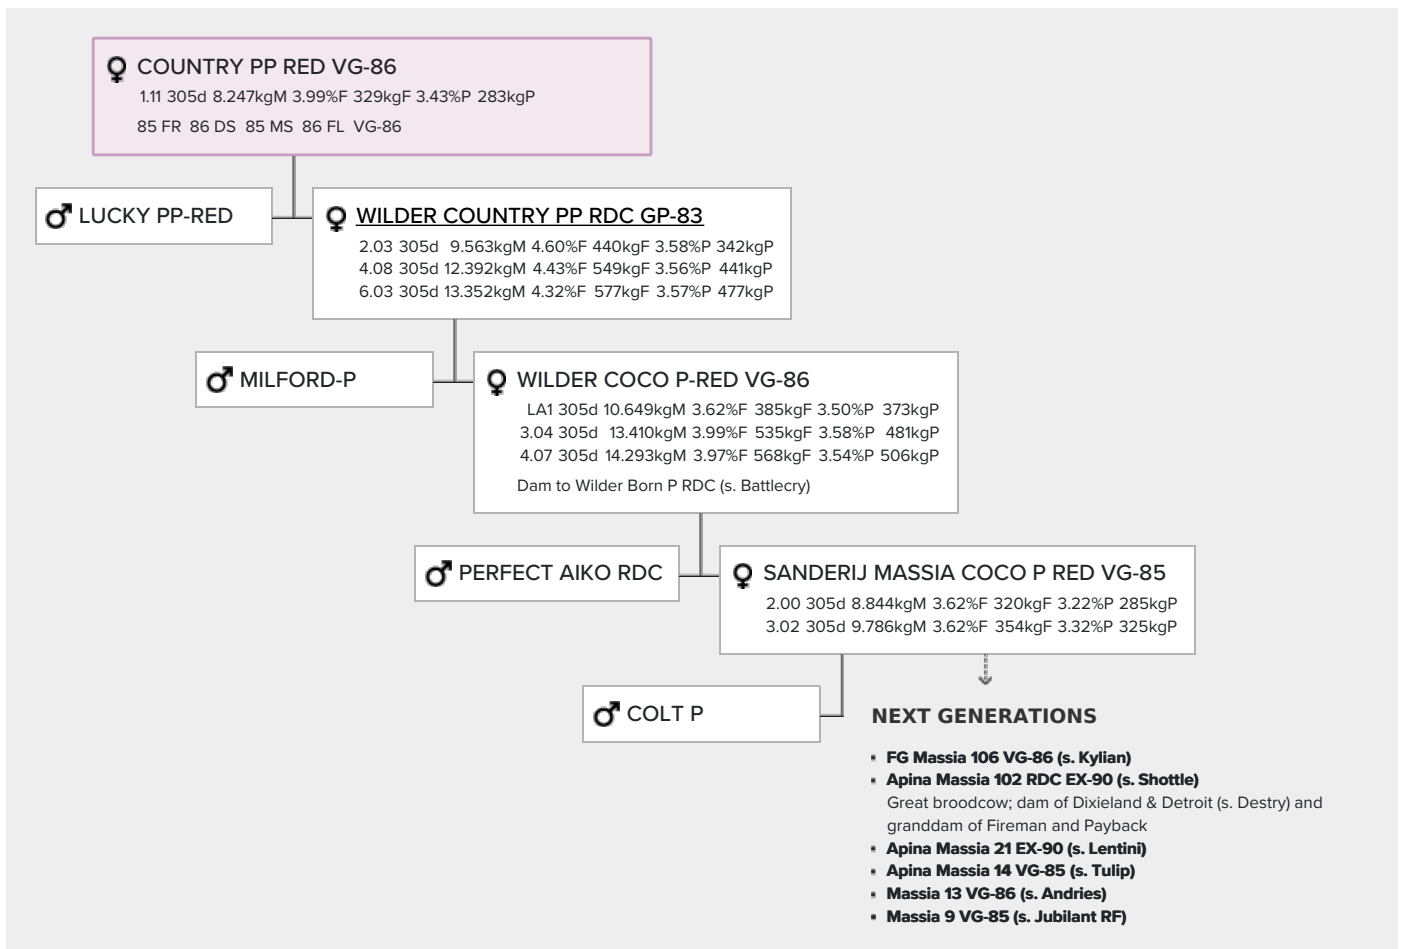 COUNTRY PP RED VG-86
1.11 305d 8.247kgM 3.99%F 329kgF 3.43%P 283kgP
85 FR 86 DS 85 MS 86 FL VG-86
LUCKY PP-RED
WILDER COUNTRY PP RDC GP-83
2.03 305d 9.563kgM 4.60%F 440kgF 3.58%P 342kgP
4.08 305d 12.392kgM 4.43%F 549kgF 3.56%P 441kgP
6.03 305d 13.352kgM 4.32%F 577kgF 3.57%P 477kgP
MILFORD-P
WILDER COCO P-RED VG-86
LA1 305d 10.649kgM 3.62%F 385kgF 3.50%P 373kgP
3.04 305d 13.410kgM 3.99%F 535kgF 3.58%P 481kgP
4.07 305d 14.293kgM 3.97%F 568kgF 3.54%P 506kgP
Dam to Wilder Born P RDC (s. Battlecry)
PERFECT AIKO RDC
SANDERIJ MASSIA COCO P RED VG-85
2.00 305d 8.844kgM 3.62%F 320kgF 3.22%P 285kgP
3.02 305d 9.786kgM 3.62%F 354kgF 3.32%P 325kgP
COLT P
NEXT GENERATIONS
▪ FG Massia 106 VG-86 (s. Kylian)
▪ Apina Massia 102 RDC EX-90 (s. Shottle)
Great broodcow; dam of Dixieland & Detroit (s. Destry) and
granddam of Fireman and Payback
▪ Apina Massia 21 EX-90 (s. Lentini)
▪ Apina Massia 14 VG-85 (s. Tulip)
▪ Massia 13 VG-86 (s. Andries)
▪ Massia 9 VG-85 (s. Jubilant RF)